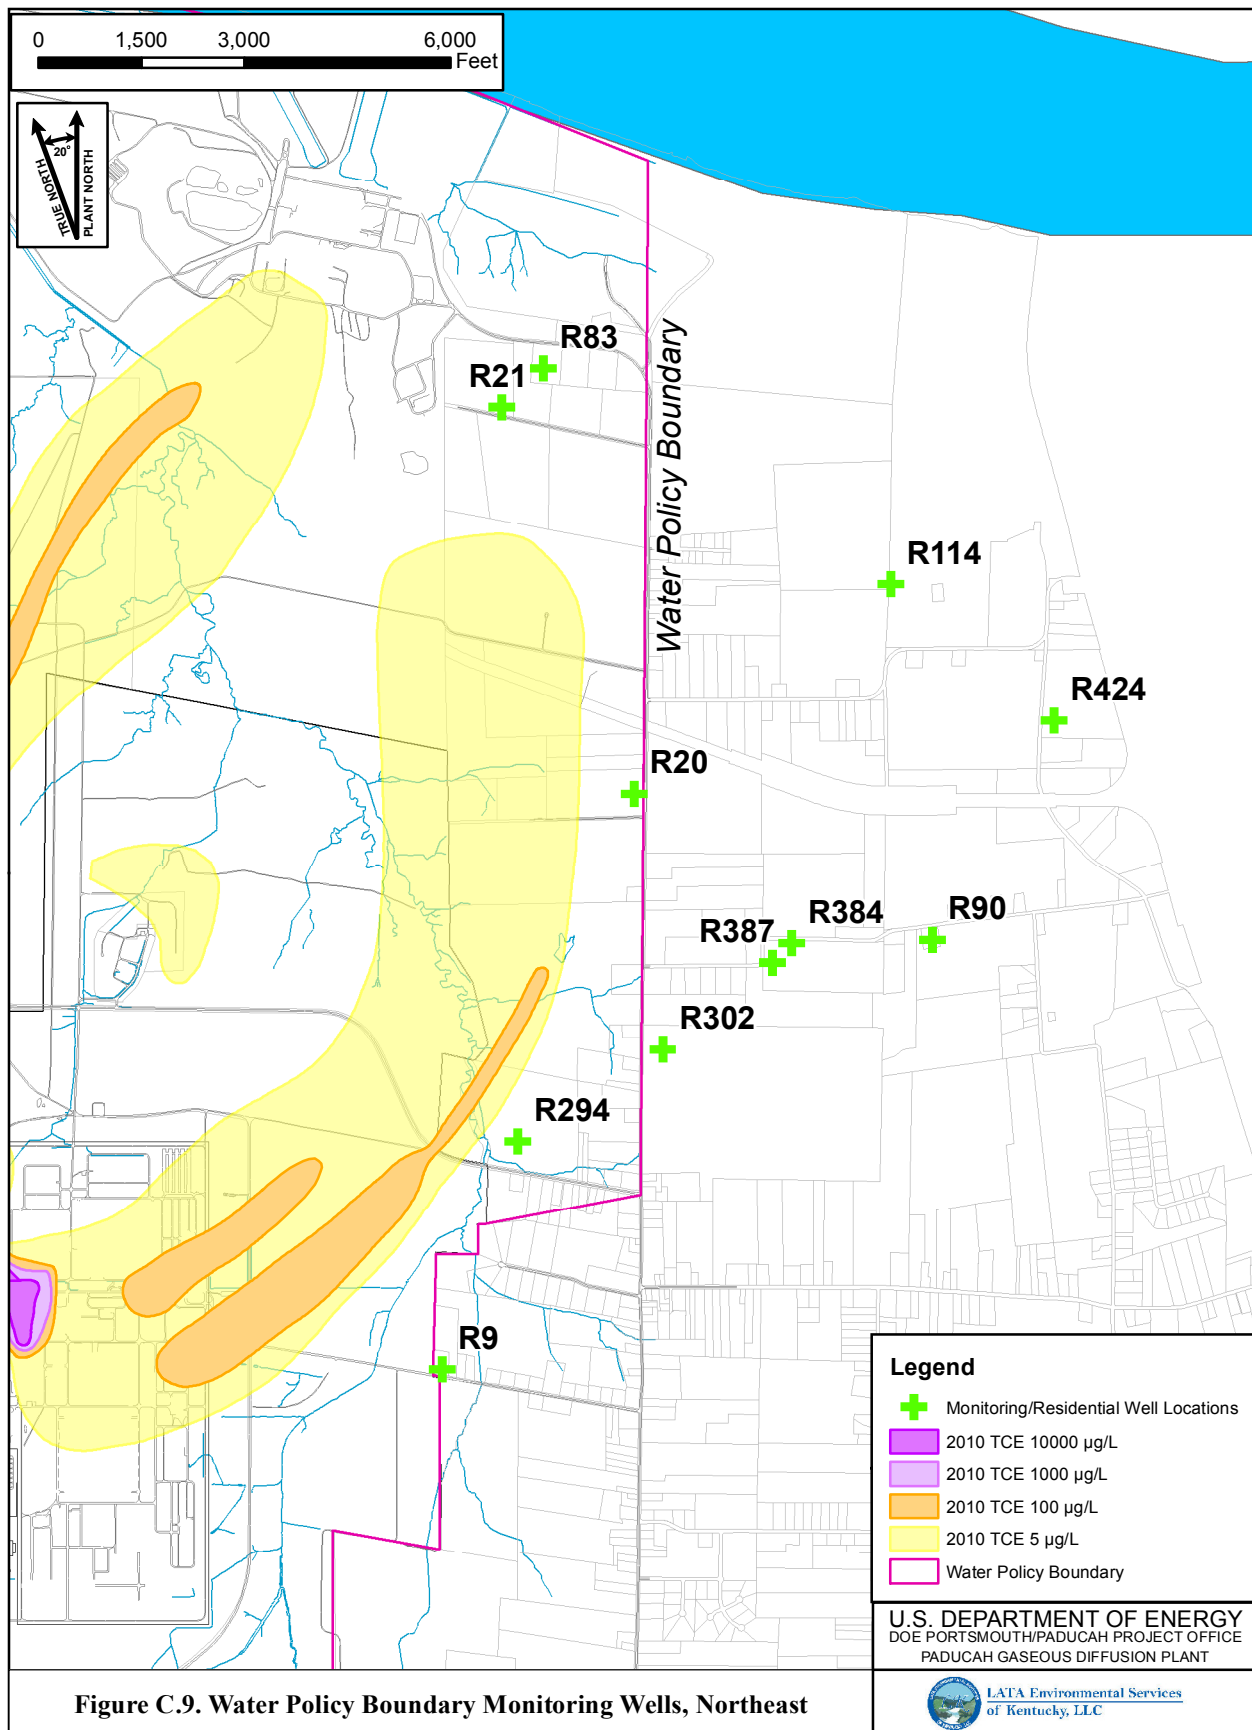 0 1,500 3,000 6,000
Feet
20°
TRUE NORTH
PLANT NORTH
Water Policy Boundary
R83
R21
R114
R424
R20
R384
R90
R387
R302
R294
R9
Legend
Monitoring/Residential Well Locations
2010 TCE 10000 µg/L
2010 TCE 1000 µg/L
2010 TCE 100 µg/L
2010 TCE 5 µg/L
Water Policy Boundary
U.S. DEPARTMENT OF ENERGY
DOE PORTSMOUTH/PADUCAH PROJECT OFFICE
PADUCAH GASEOUS DIFFUSION PLANT
Figure C.9. Water Policy Boundary Monitoring Wells, Northeast
LATA Environmental Services
of Kentucky, LLC